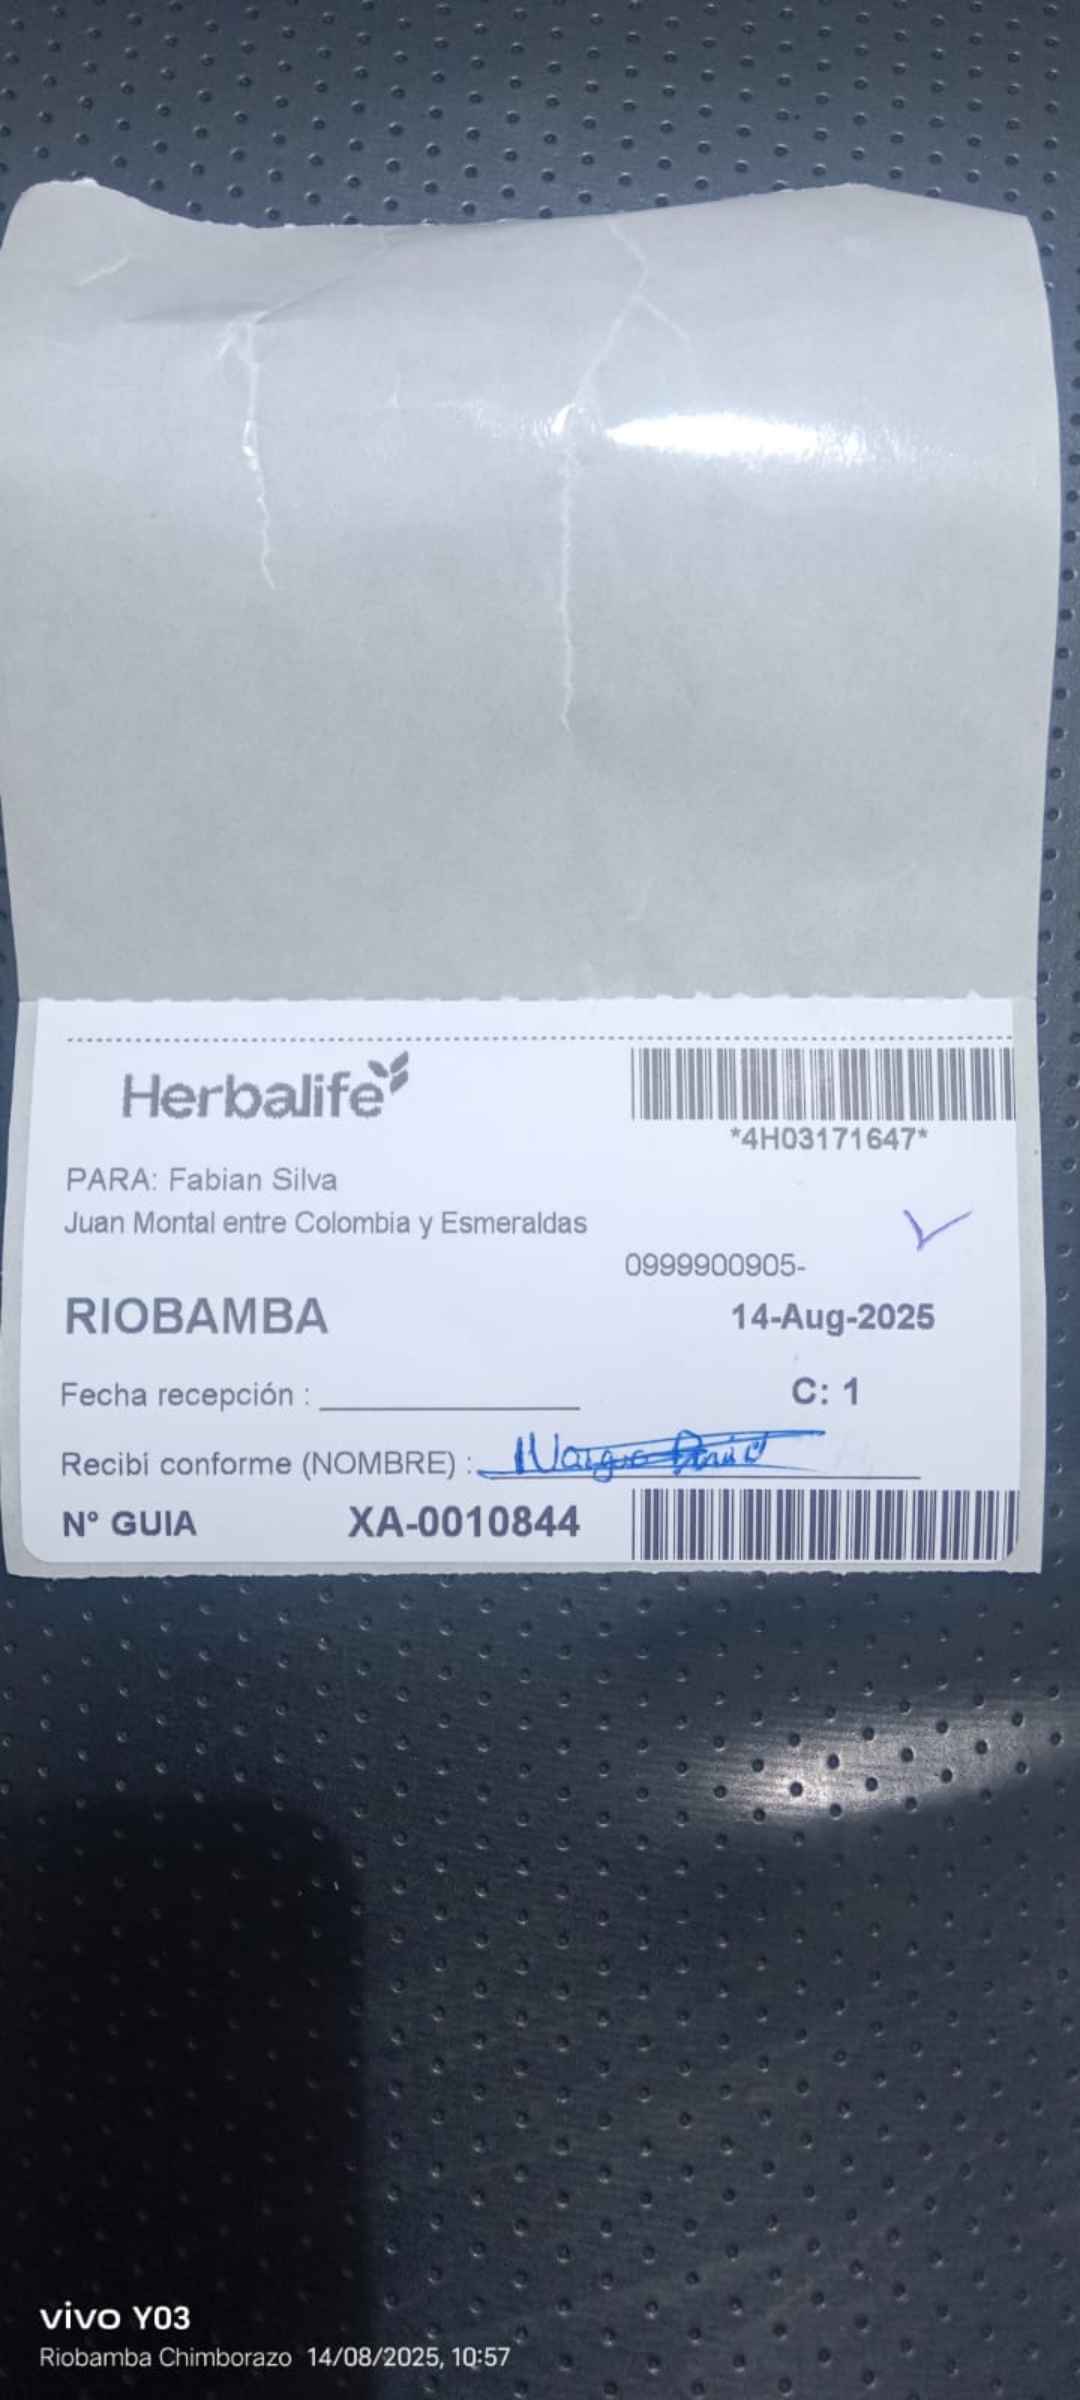 Herbalife
*4H03171647*
PARA: Fabian Silva
Juan Montal entre Colombia y Esmeraldas
0999900905-
RIOBAMBA 14-Aug-2025
Fecha recepción : C: 1
Recibí conforme (NOMBRE) :
N° GUIA XA-0010844
vivo Y03
Riobamba Chimborazo 14/08/2025, 10:57